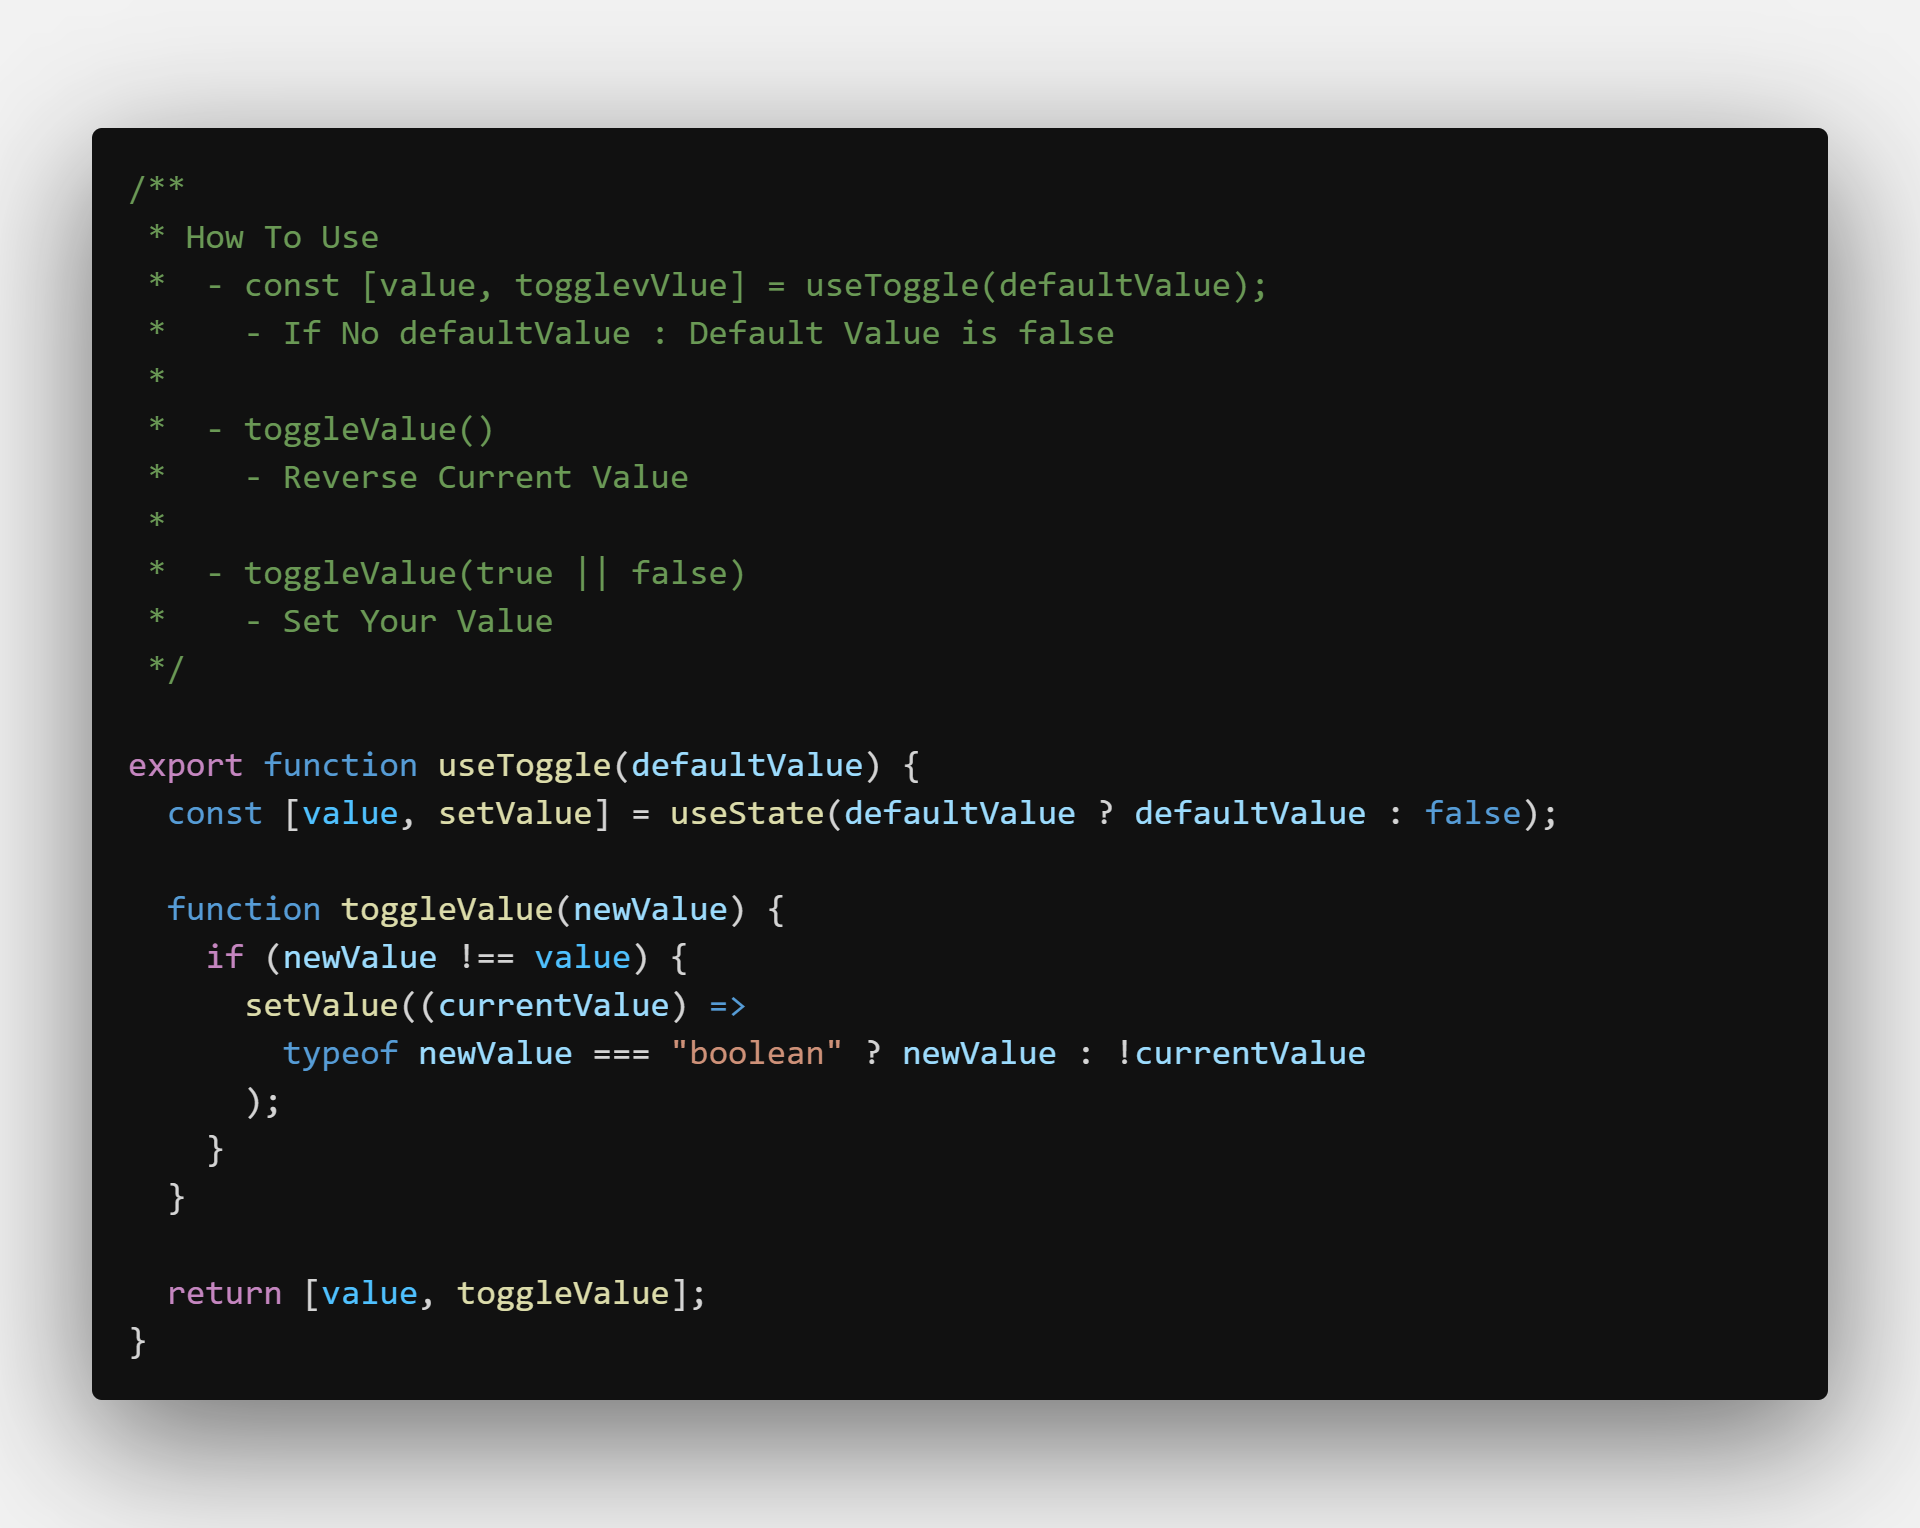 /**
 * How To Use
 *  - const [value, togglevVlue] = useToggle(defaultValue);
 *    - If No defaultValue : Default Value is false
 *
 *  - toggleValue()
 *    - Reverse Current Value
 *
 *  - toggleValue(true || false)
 *    - Set Your Value
 */

export function useToggle(defaultValue) {
  const [value, setValue] = useState(defaultValue ? defaultValue : false);

  function toggleValue(newValue) {
    if (newValue !== value) {
      setValue((currentValue) =>
        typeof newValue === "boolean" ? newValue : !currentValue
      );
    }
  }

  return [value, toggleValue];
}